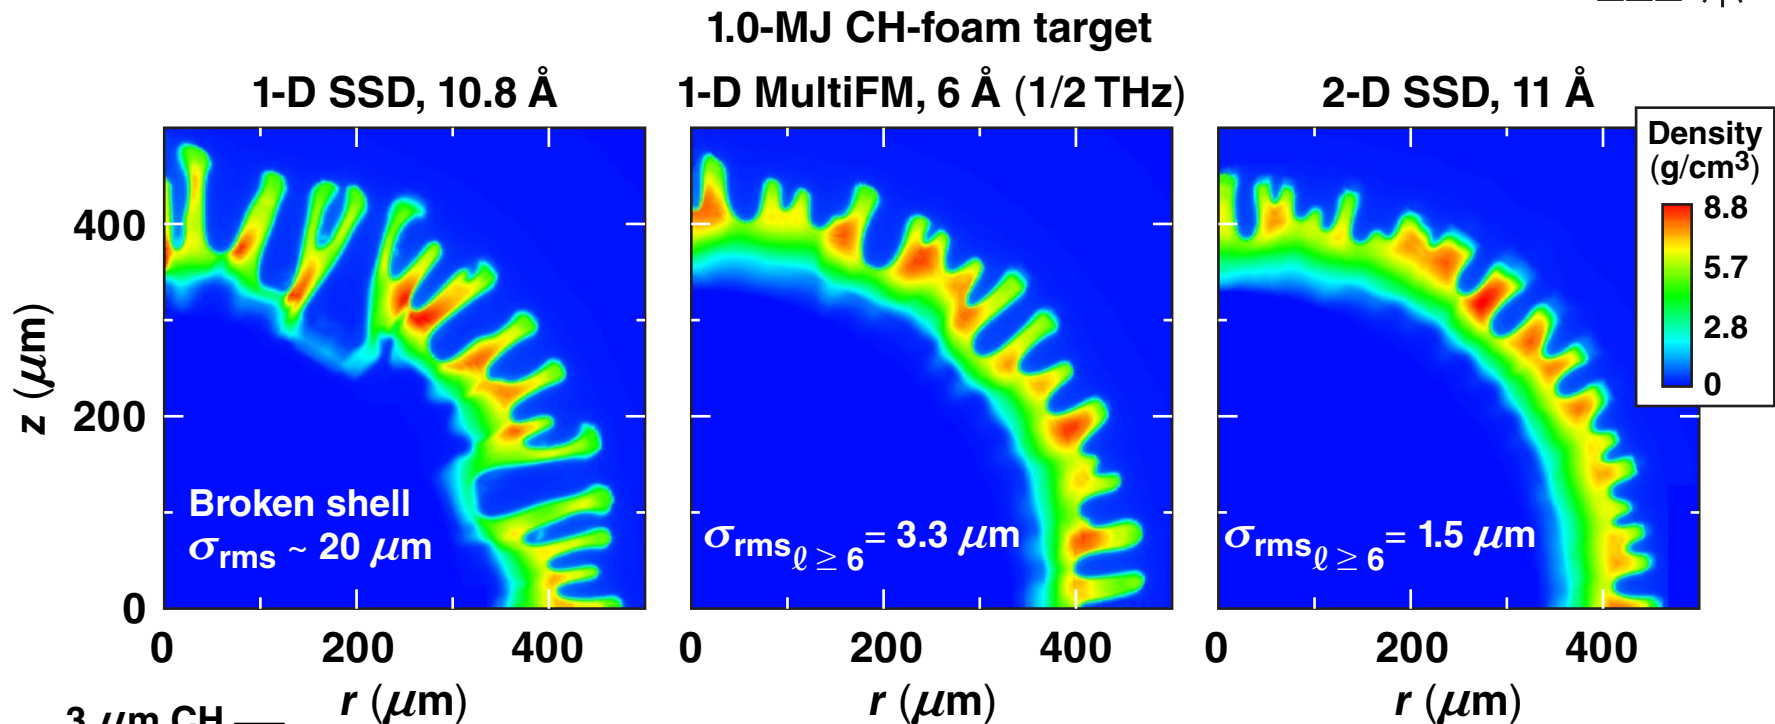 1.0-MJ CH-foam target
1-D SSD, 10.8 Å
1-D MultiFM, 6 Å (1/2 THz)
2-D SSD, 11 Å
Density
(g/cm³)
8.8
5.7
2.8
0
z (μm)
400
200
0
Broken shell
σrms ~ 20 μm
σrms ℓ ≥ 6 = 3.3 μm
σrms ℓ ≥ 6 = 1.5 μm
0 200 400
0 200 400
0 200 400
r (μm)
r (μm)
r (μm)
3 μm CH